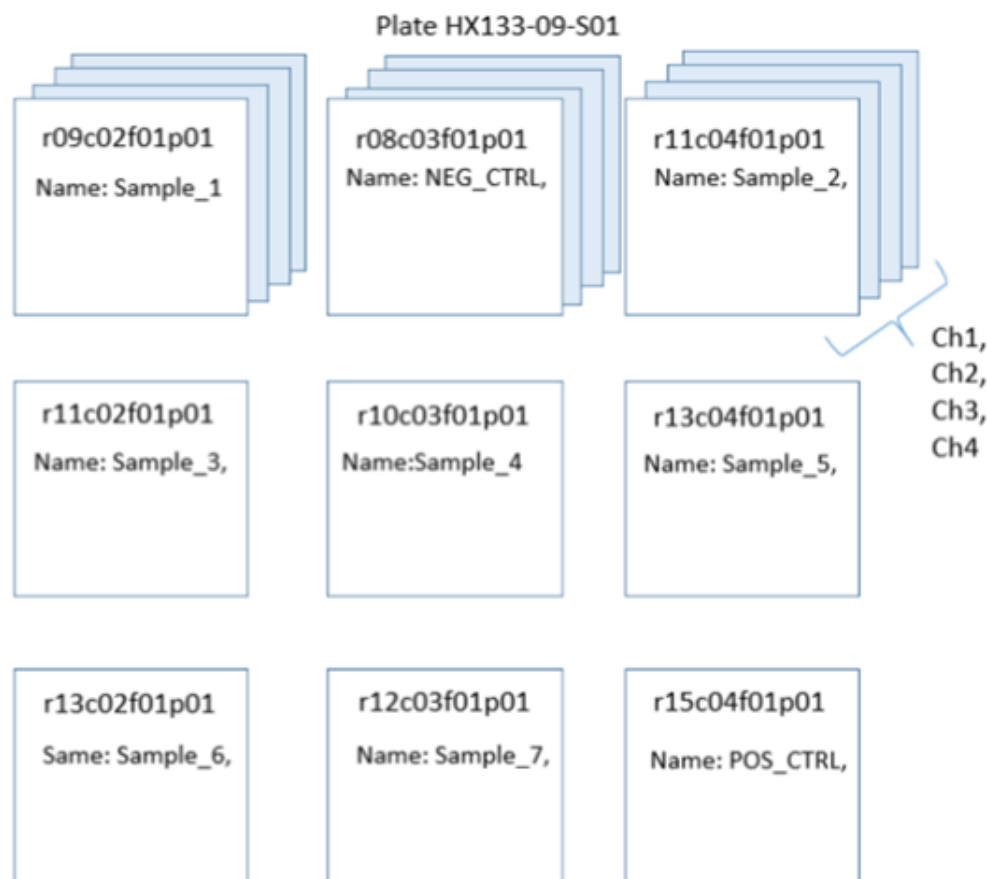 Plate HX133-09-S01
r09c02f01p01
Name: Sample_1
r08c03f01p01
Name: NEG_CTRL,
r11c04f01p01
Name: Sample_2,
Ch1,
Ch2,
Ch3,
Ch4
r11c02f01p01
Name: Sample_3,
r10c03f01p01
Name:Sample_4
r13c04f01p01
Name: Sample_5,
r13c02f01p01
Same: Sample_6,
r12c03f01p01
Name: Sample_7,
r15c04f01p01
Name: POS_CTRL,